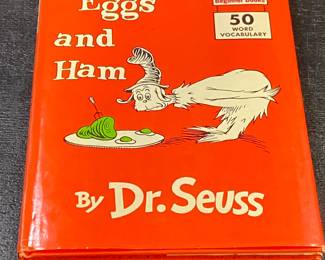 Beginner Books
Eggs
50
WORD
VOCABULARY
and
Ham
By Dr. Seuss